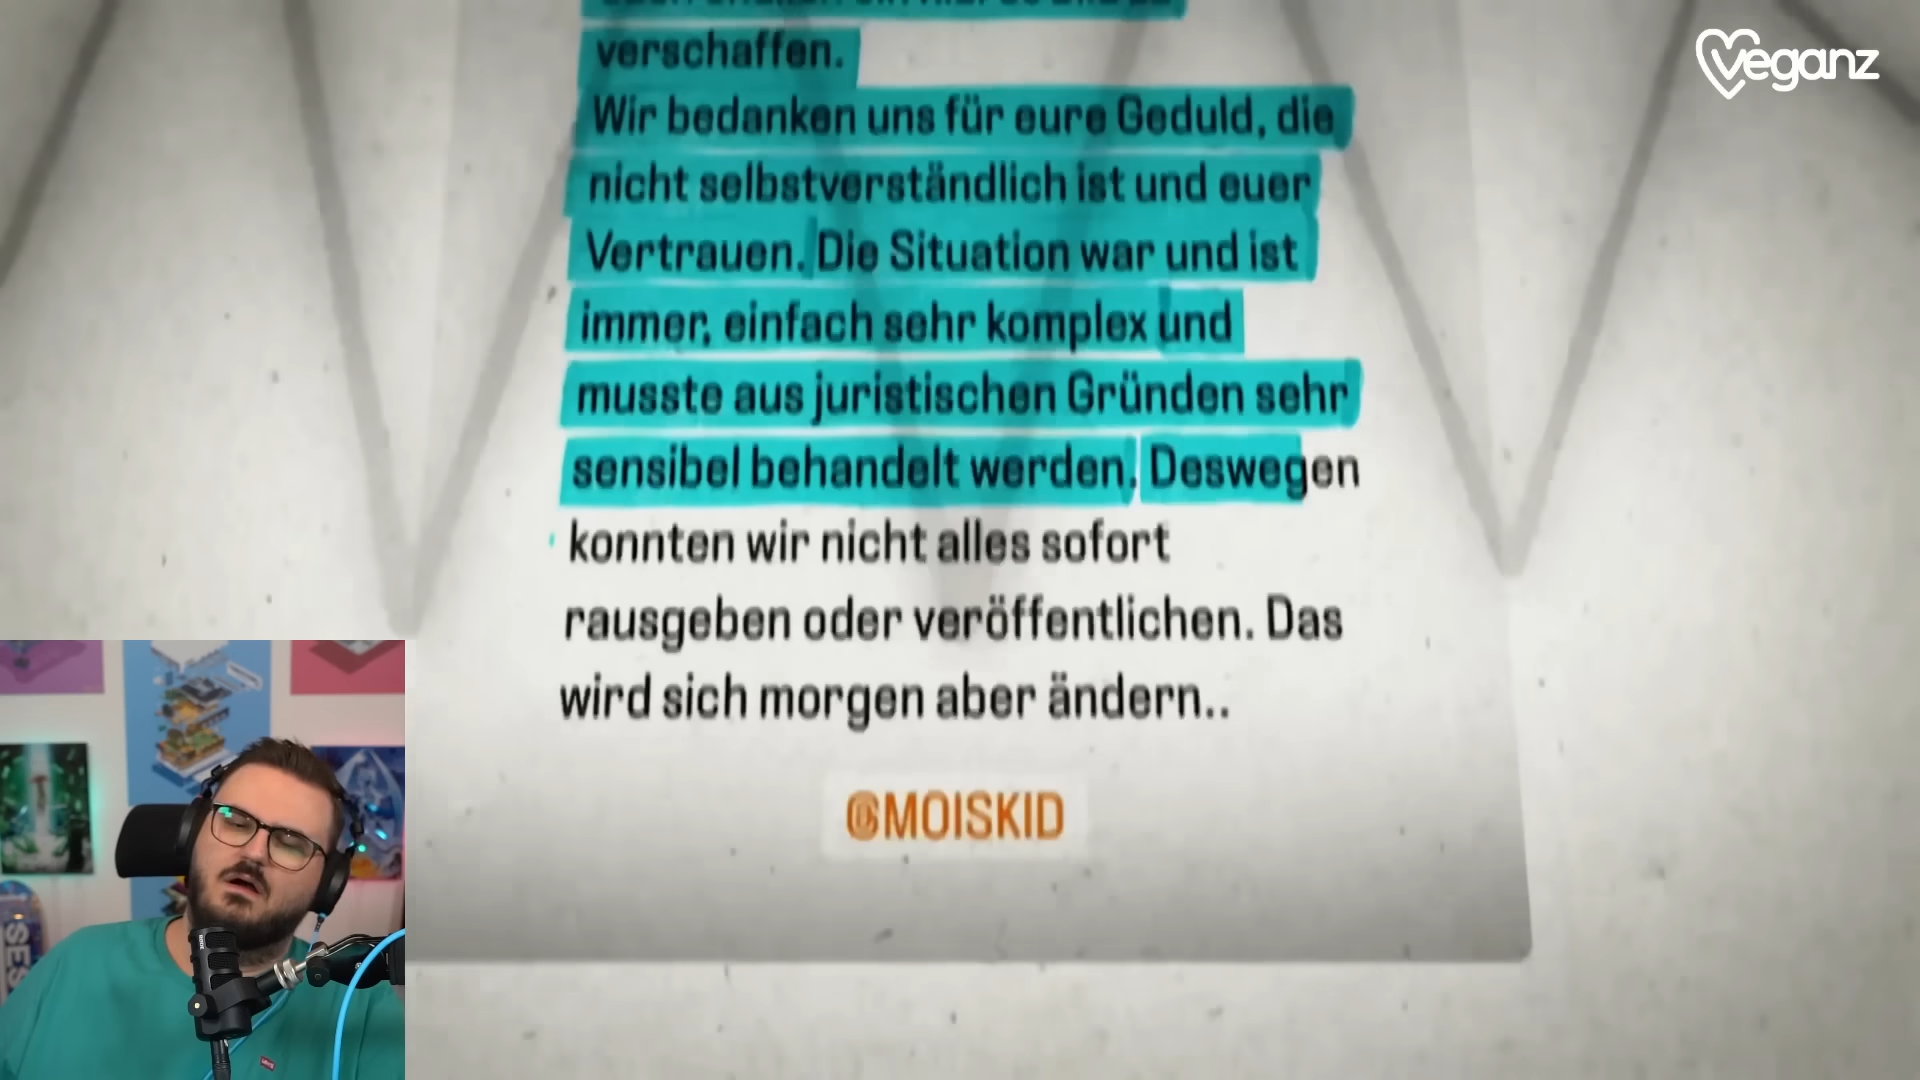 verschaffen.
Wir bedanken uns für eure Geduld, die
nicht selbstverständlich ist und euer
Vertrauen. Die Situation war und ist
immer, einfach sehr komplex und
musste aus juristischen Gründen sehr
sensibel behandelt werden. Deswegen
konnten wir nicht alles sofort
rausgeben oder veröffentlichen. Das
wird sich morgen aber ändern..
@MOISKID
Veganz
SES